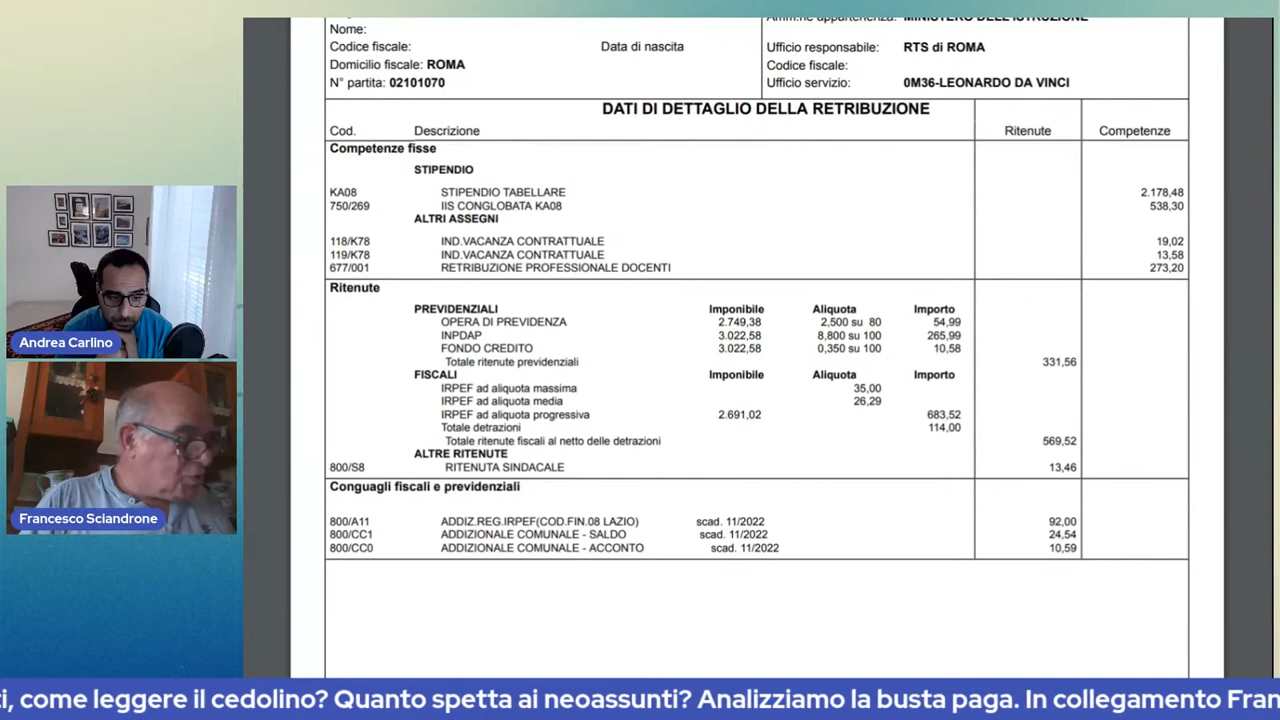 Amm.ne appartenenza: MINISTERO DELL'ISTRUZIONE
Nome:
Codice fiscale: Data di nascita Ufficio responsabile: RTS di ROMA
Domicilio fiscale: ROMA Codice fiscale:
N° partita: 02101070 Ufficio servizio: 0M36-LEONARDO DA VINCI
DATI DI DETTAGLIO DELLA RETRIBUZIONE
Cod. Descrizione Ritenute Competenze
Competenze fisse
STIPENDIO
KA08 STIPENDIO TABELLARE 2.178,48
750/269 IIS CONGLOBATA KA08 538,30
ALTRI ASSEGNI
118/K78 IND.VACANZA CONTRATTUALE 19,02
119/K78 IND.VACANZA CONTRATTUALE 13,58
677/001 RETRIBUZIONE PROFESSIONALE DOCENTI 273,20
Ritenute
PREVIDENZIALI Imponibile Aliquota Importo
OPERA DI PREVIDENZA 2.749,38 2,500 su 80 54,99
INPDAP 3.022,58 8,800 su 100 265,99
FONDO CREDITO 3.022,58 0,350 su 100 10,58
Totale ritenute previdenziali 331,56
FISCALI Imponibile Aliquota Importo
IRPEF ad aliquota massima 35,00
IRPEF ad aliquota media 26,29
IRPEF ad aliquota progressiva 2.691,02 683,52
Totale detrazioni 114,00
Totale ritenute fiscali al netto delle detrazioni 569,52
ALTRE RITENUTE
800/S8 RITENUTA SINDACALE 13,46
Conguagli fiscali e previdenziali
800/A11 ADDIZ.REG.IRPEF(COD.FIN.08 LAZIO) scad. 11/2022 92,00
800/CC1 ADDIZIONALE COMUNALE - SALDO scad. 11/2022 24,54
800/CC0 ADDIZIONALE COMUNALE - ACCONTO scad. 11/2022 10,59
Andrea Carlino
Francesco Sclandrone
i, come leggere il cedolino? Quanto spetta ai neoassunti? Analizziamo la busta paga. In collegamento Fran